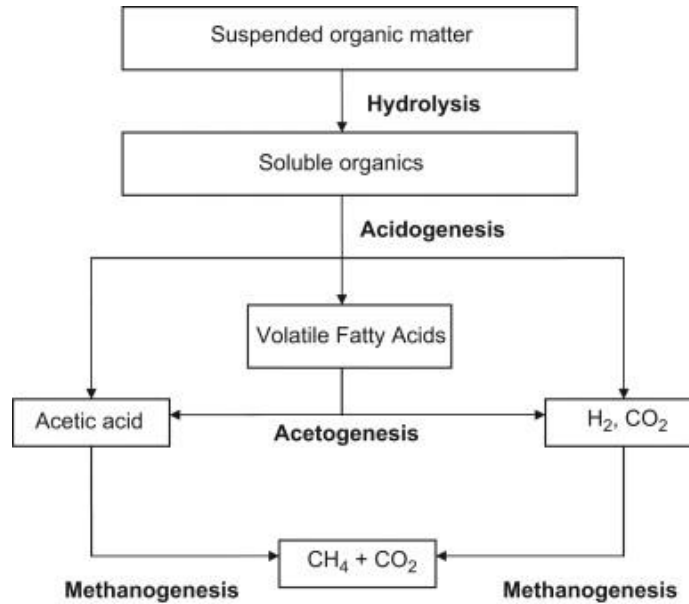 Suspended organic matter
Hydrolysis
Soluble organics
Acidogenesis
Volatile Fatty Acids
Acetic acid
H₂, CO₂
Acetogenesis
CH₄ + CO₂
Methanogenesis
Methanogenesis